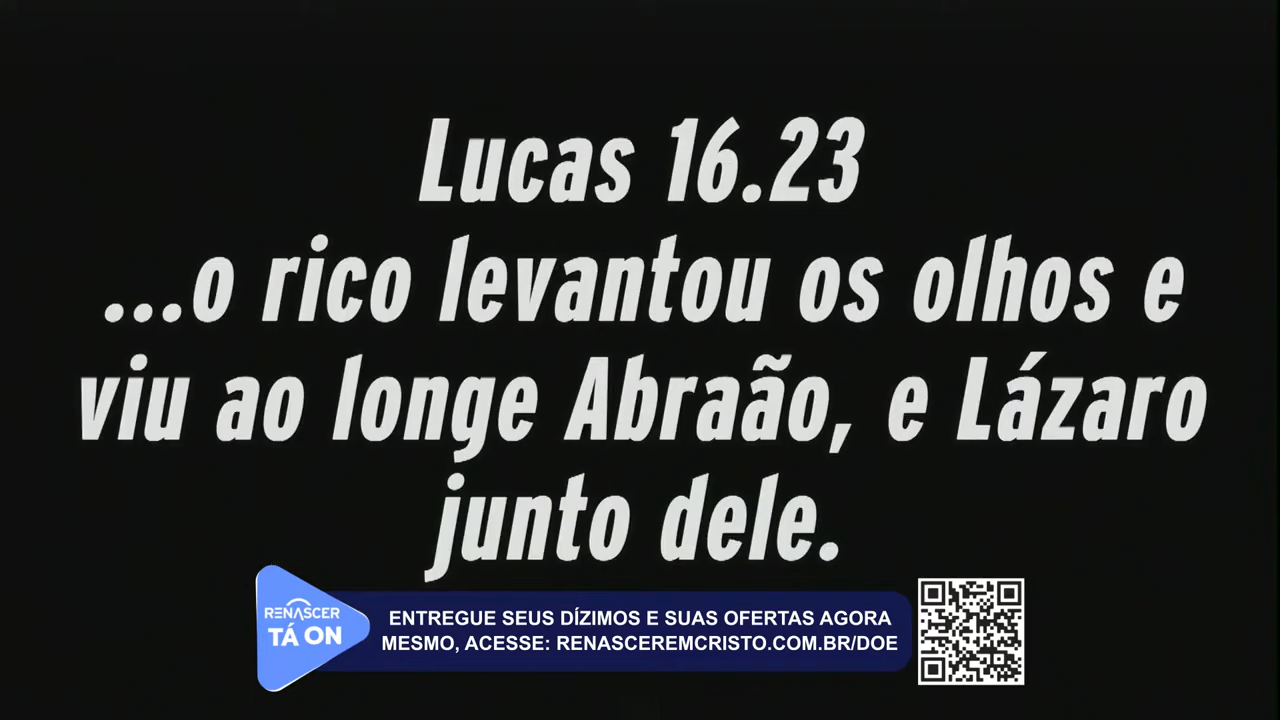 Lucas 16.23
...o rico levantou os olhos e
viu ao longe Abraão, e Lázaro
junto dele.
RENASCER
TÁ ON
ENTREGUE SEUS DÍZIMOS E SUAS OFERTAS AGORA
MESMO, ACESSE: RENASCEREMCRISTO.COM.BR/DOE